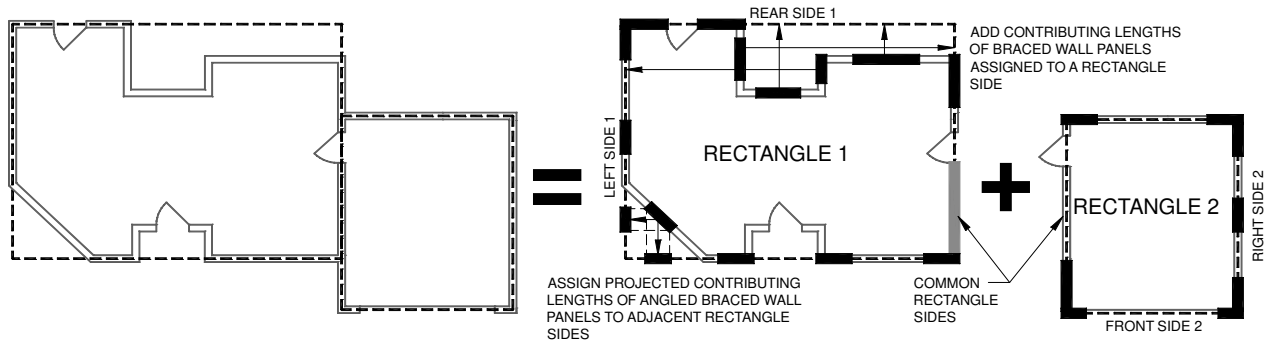 REAR SIDE 1
ADD CONTRIBUTING LENGTHS
OF BRACED WALL PANELS
ASSIGNED TO A RECTANGLE
SIDE
LEFT SIDE 1
RECTANGLE 1
RECTANGLE 2
RIGHT SIDE 2
ASSIGN PROJECTED CONTRIBUTING
LENGTHS OF ANGLED BRACED WALL
PANELS TO ADJACENT RECTANGLE
SIDES
COMMON
RECTANGLE
SIDES
FRONT SIDE 2